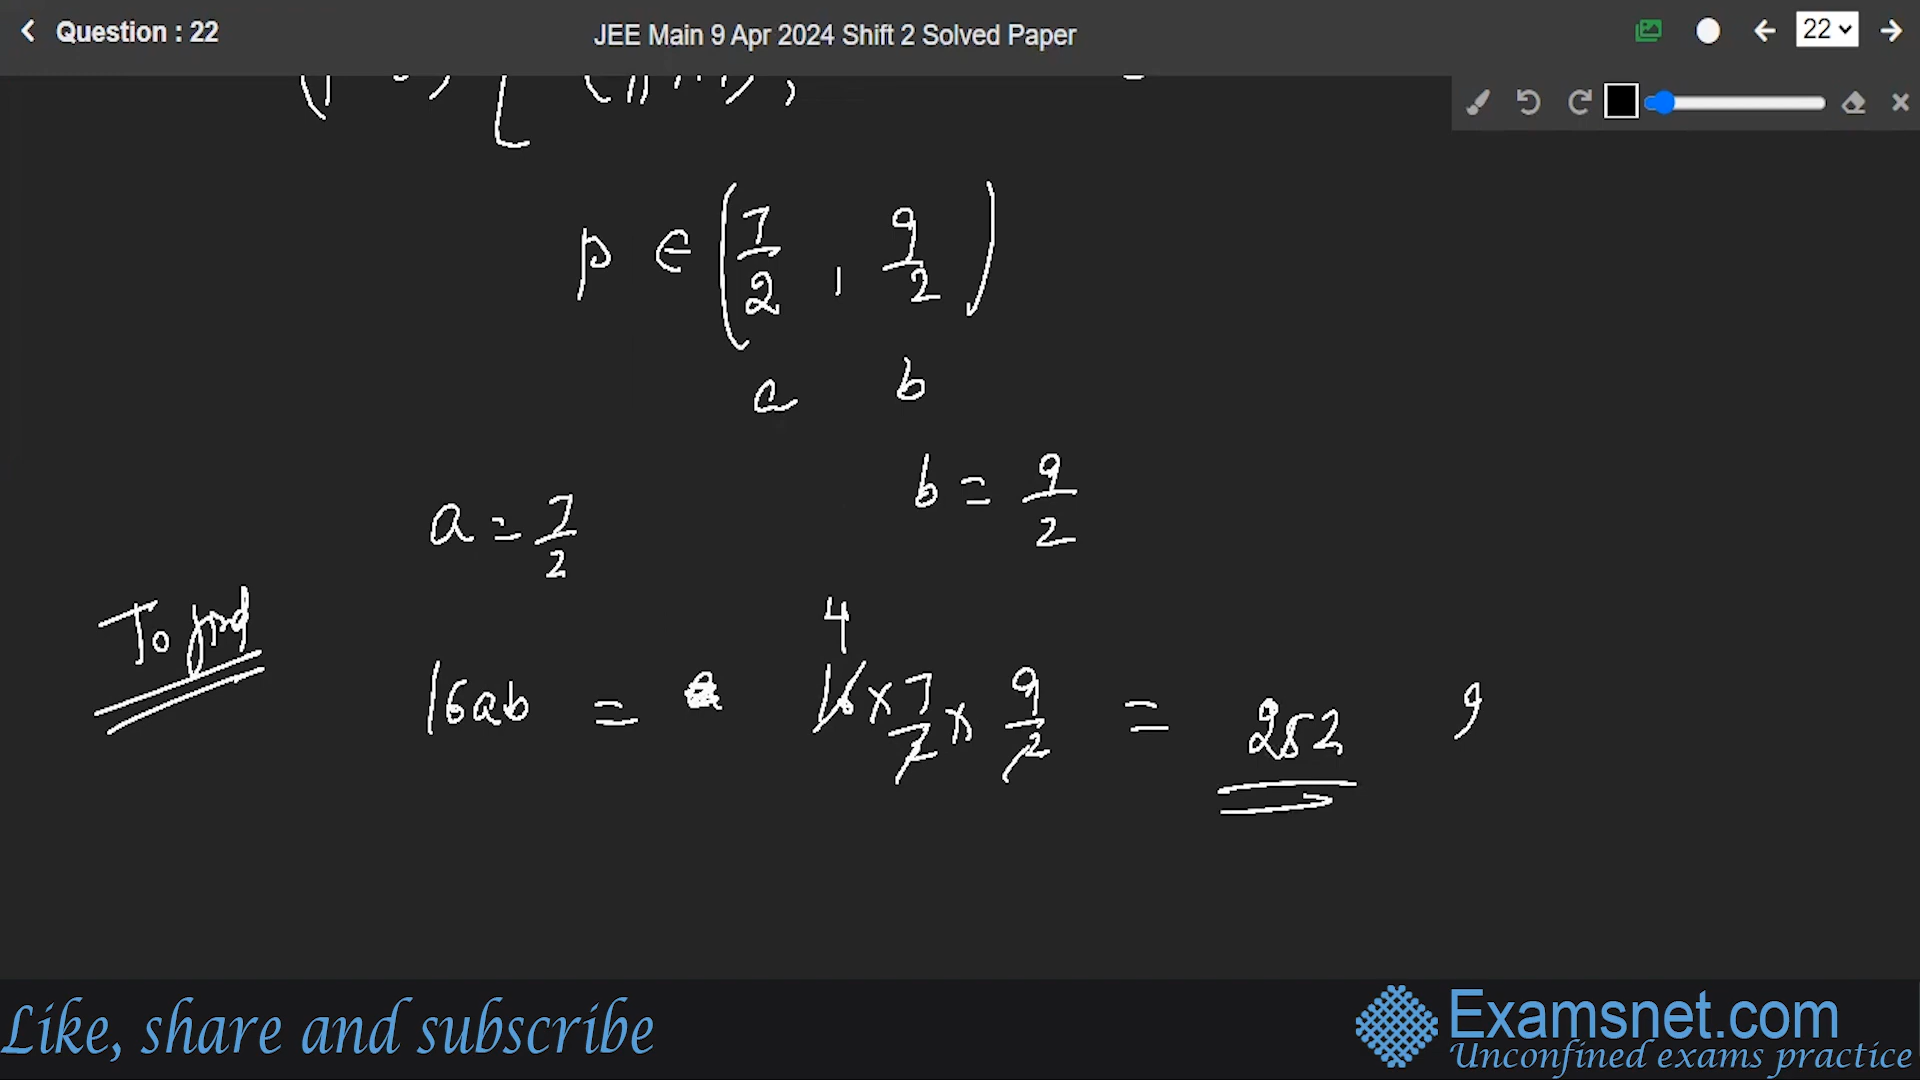 Question : 22
JEE Main 9 Apr 2024 Shift 2 Solved Paper
22
p ∈ (7/2 , 9/2)
a b
a = 7/2
b = 9/2
To find
4
16ab = 16 × 7/2 × 9/2 = 252 ,
Like, share and subscribe
Examsnet.com
Unconfined exams practice